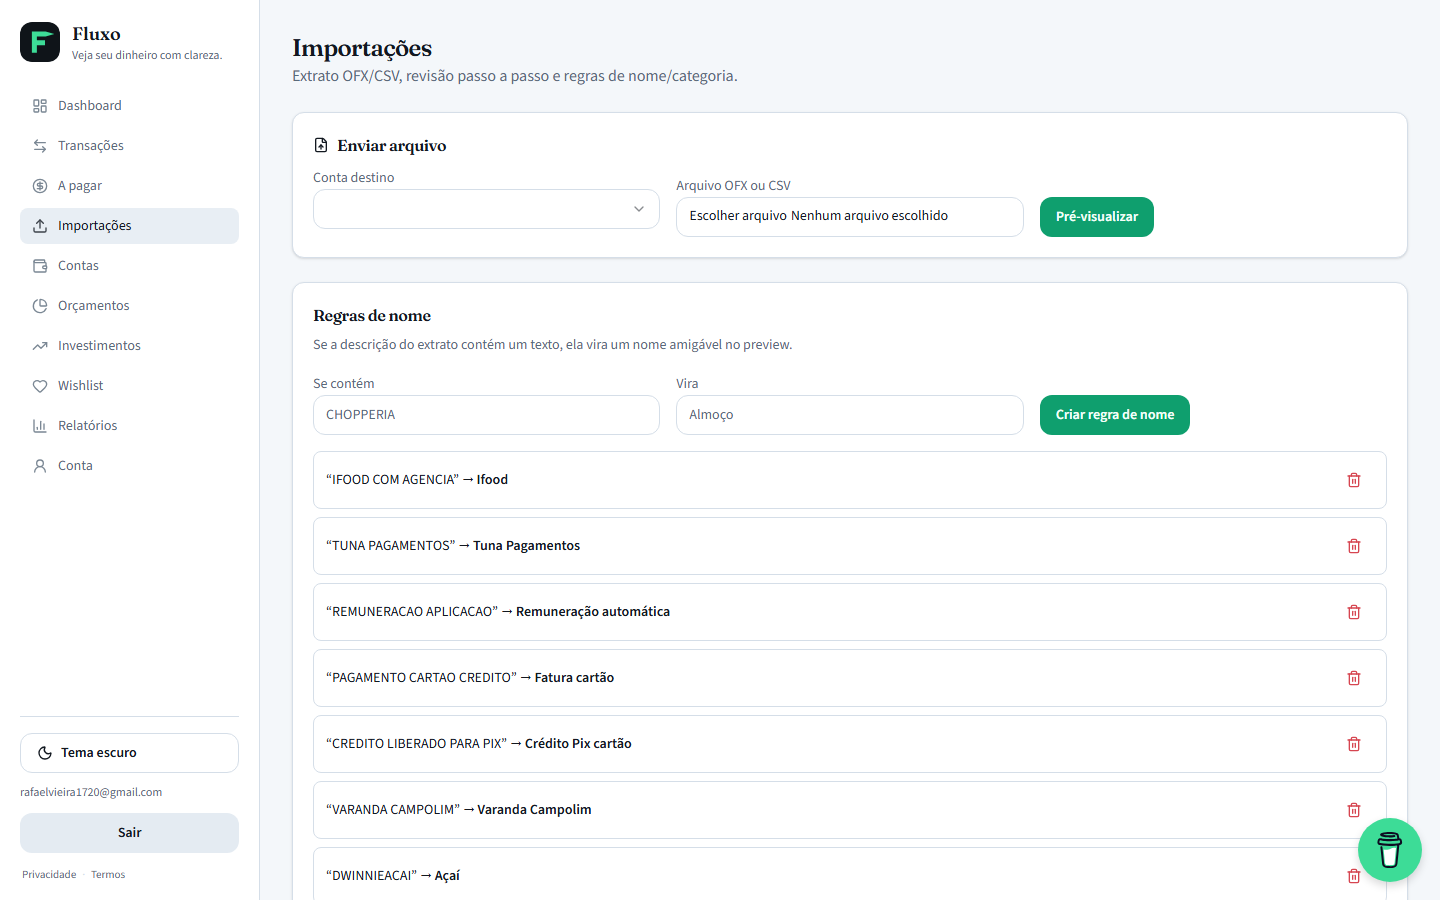 Fluxo
Veja seu dinheiro com clareza.
Dashboard
Transações
A pagar
Importações
Contas
Orçamentos
Investimentos
Wishlist
Relatórios
Conta
Tema escuro
rafaelvieira1720@gmail.com
Sair
Privacidade · Termos
Importações
Extrato OFX/CSV, revisão passo a passo e regras de nome/categoria.
Enviar arquivo
Conta destino
Arquivo OFX ou CSV
Escolher arquivo Nenhum arquivo escolhido
Pré-visualizar
Regras de nome
Se a descrição do extrato contém um texto, ela vira um nome amigável no preview.
Se contém
Vira
CHOPPERIA
Almoço
Criar regra de nome
“IFOOD COM AGENCIA” → Ifood
“TUNA PAGAMENTOS” → Tuna Pagamentos
“REMUNERACAO APLICACAO” → Remuneração automática
“PAGAMENTO CARTAO CREDITO” → Fatura cartão
“CREDITO LIBERADO PARA PIX” → Crédito Pix cartão
“VARANDA CAMPOLIM” → Varanda Campolim
“DWINNIEACAI” → Açaí